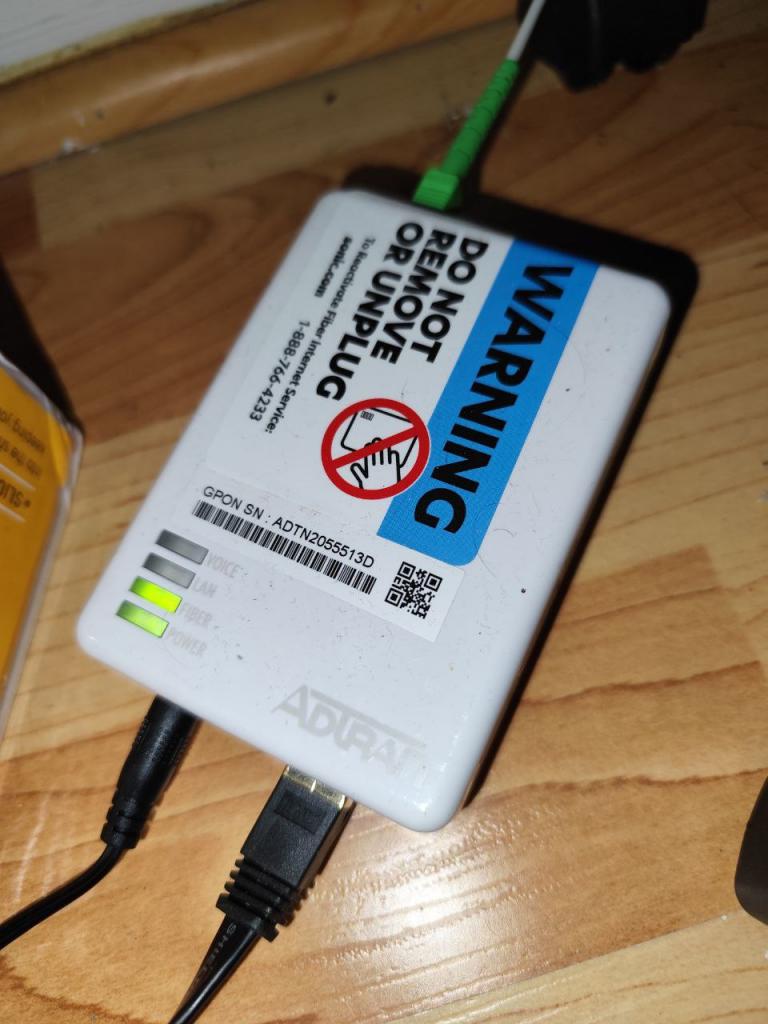 WARNING
DO NOT
REMOVE
OR UNPLUG
To Reactivate Fiber Internet Service:
sonic.com 1-888-766-4233
GPON SN : ADTN2055513D
VOICE
LAN
FIBER
POWER
ADTRAN